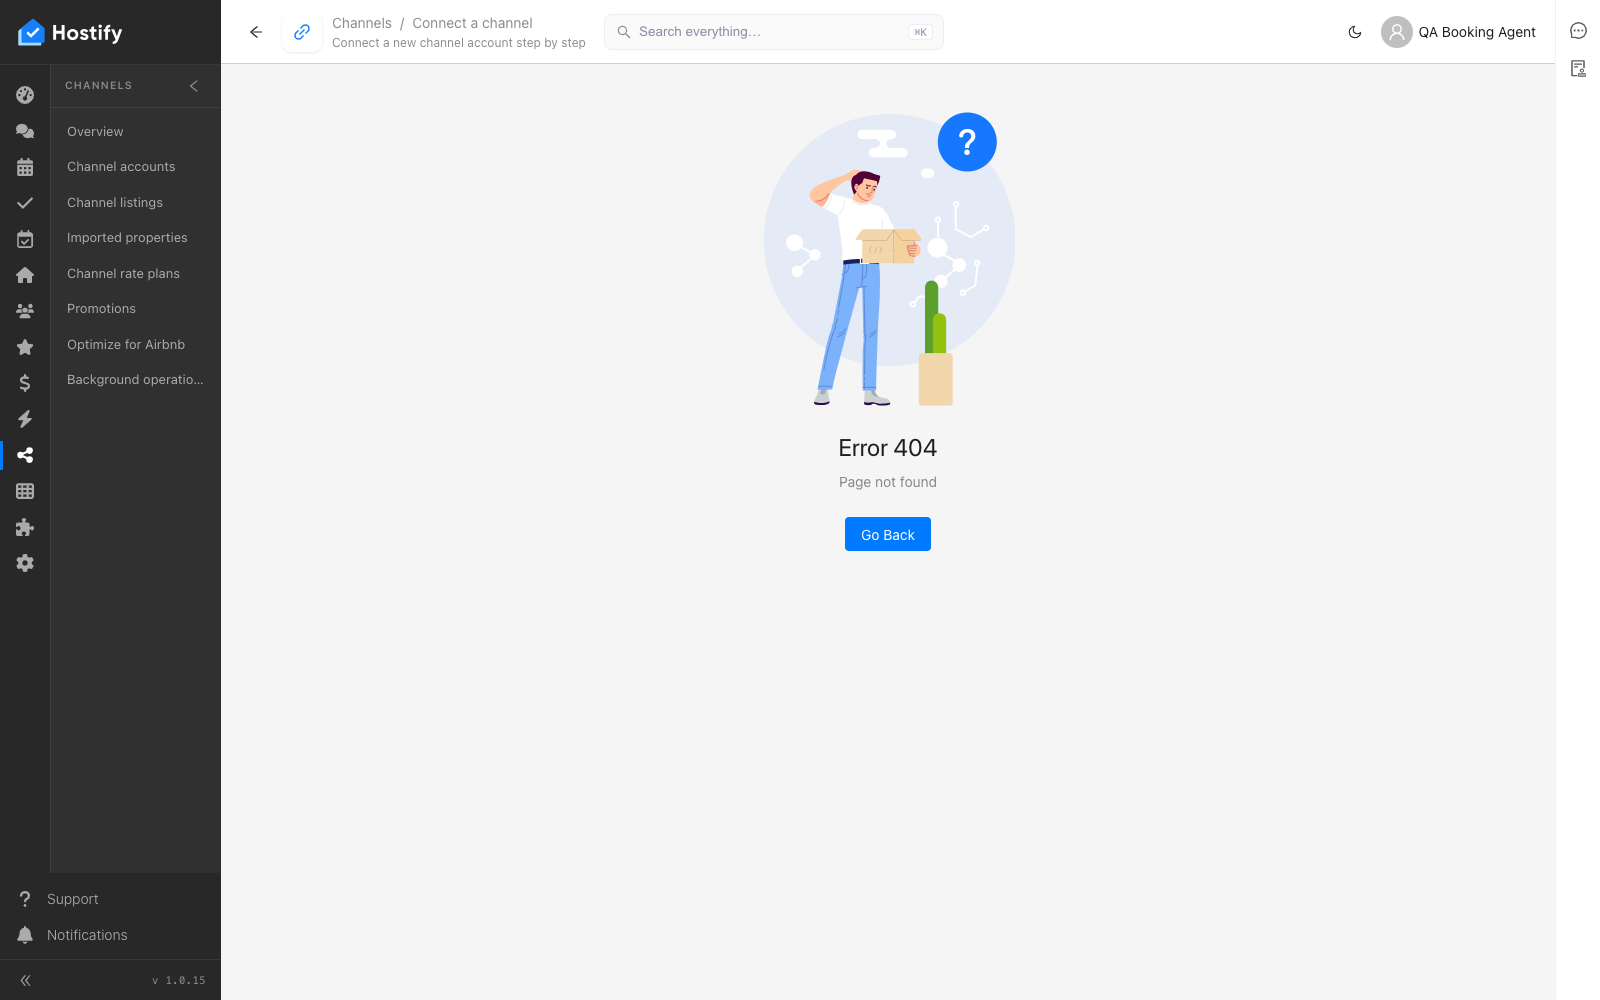 Hostify
CHANNELS
Overview
Channel accounts
Channel listings
Imported properties
Channel rate plans
Promotions
Optimize for Airbnb
Background operatio...
Support
Notifications
v 1.0.15
Channels / Connect a channel
Connect a new channel account step by step
Search everything...
⌘K
QA Booking Agent
?
</>
Error 404
Page not found
Go Back